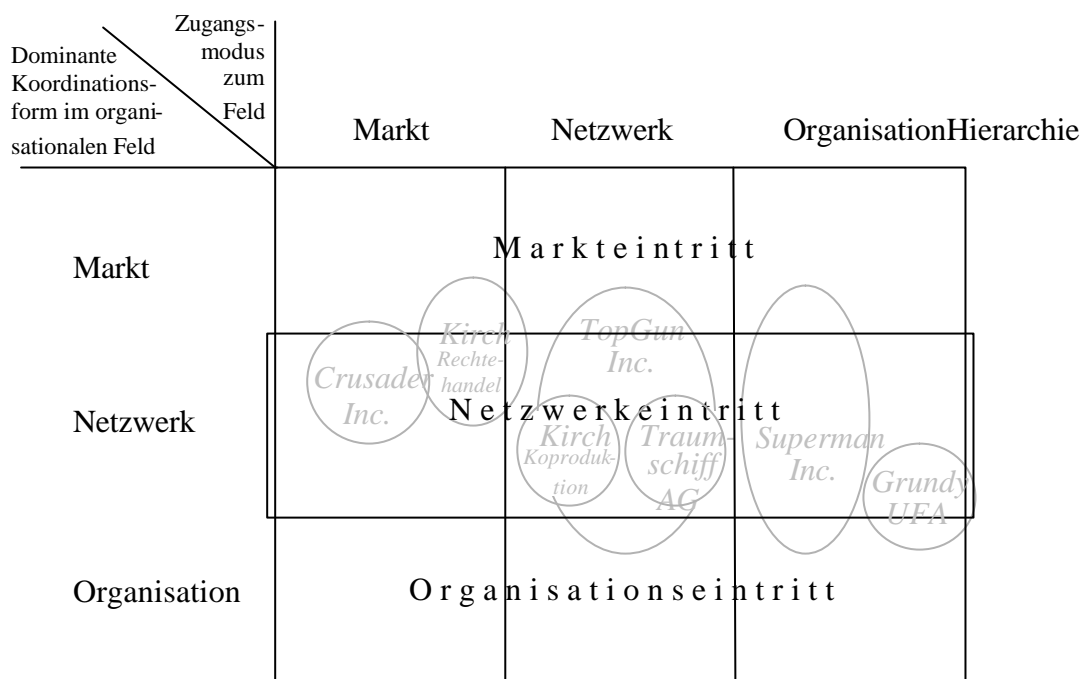 Zugangs-
modus
zum
Feld
Dominante
Koordinations-
form im organi-
sationalen Feld
Markt
Netzwerk
OrganisationHierarchie
Markt
Markteintritt
Kirch
Rechte-
handel
TopGun
Inc.
Crusader
Inc.
Netzwerk
Netzwerkeintritt
Kirch
Koproduk-
tion
Traum-
schiff
AG
Superman
Inc.
Grundy
UFA
Organisation
Organisationseintritt